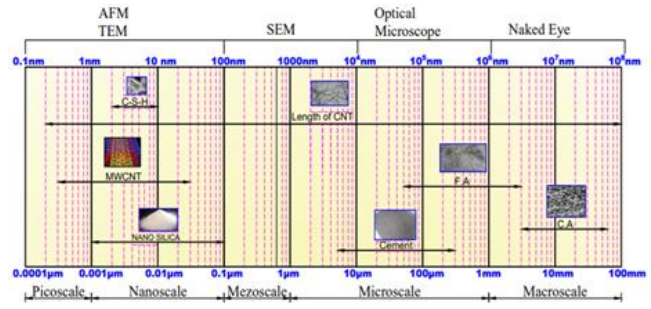 AFM
TEM
SEM
Optical
Microscope
Naked Eye
0.1nm 1nm 10nm 100nm 1000nm 10⁴nm 10⁵nm 10⁶nm 10⁷nm 10⁸nm
C-S-H
Length of CNT
MWCNT
F.A
NANO SILICA
Cement
C.A
0.0001µm 0.001µm 0.01µm 0.1µm 1µm 10µm 100µm 1mm 10mm 100mm
Picoscale Nanoscale Mezoscale Microscale Macroscale